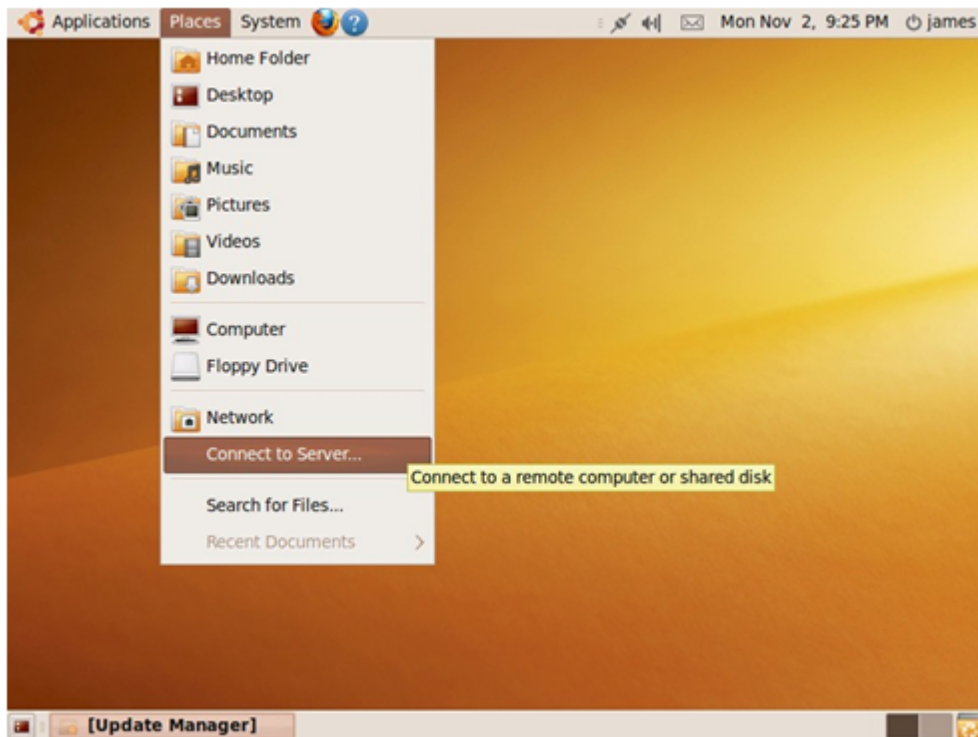 Applications Places System ? Mon Nov 2, 9:25 PM james
Home Folder
Desktop
Documents
Music
Pictures
Videos
Downloads
Computer
Floppy Drive
Network
Connect to Server...
Connect to a remote computer or shared disk
Search for Files...
Recent Documents
[Update Manager]